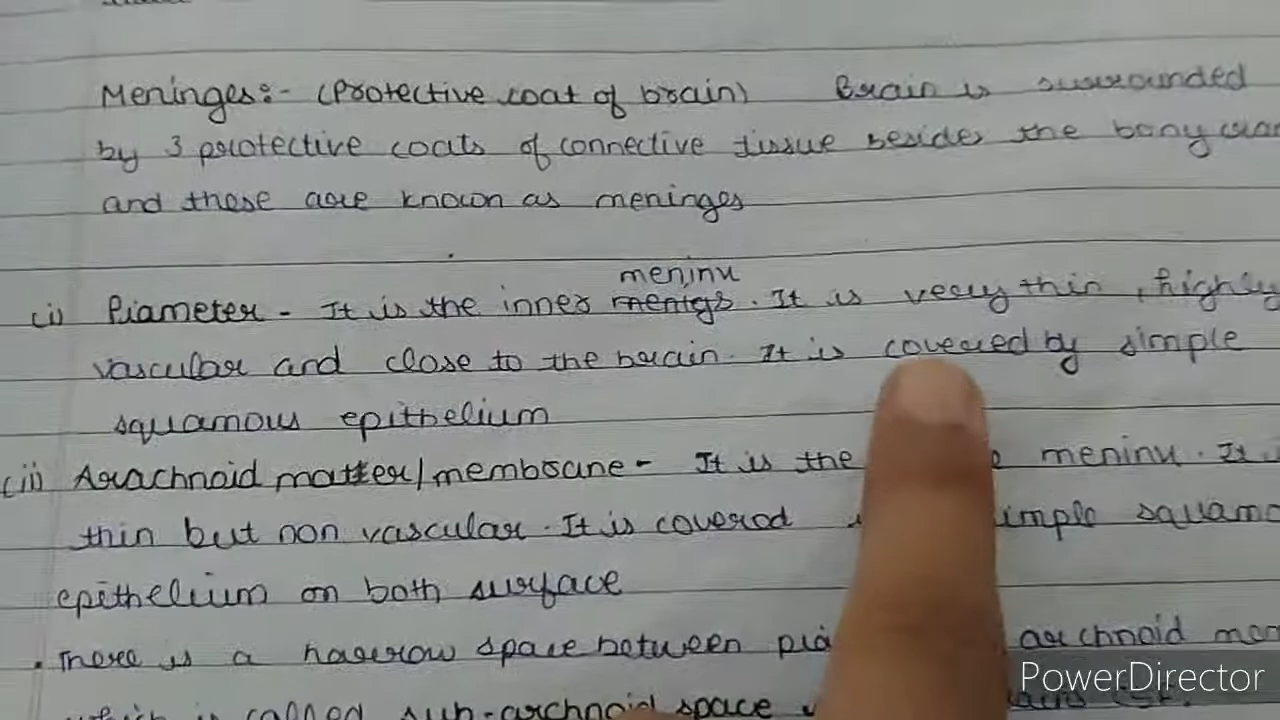 Meninges:- (Protective coat of brain) Brain is surrounded
by 3 protective coats of connective tissue besides the bony
and these are known as meninges
meninx
(i) Piameter - It is the inner . It is very thin, highly
vascular and close to the brain. It is covered by simple
squamous epithelium
(ii) Arachnoid matter/membrane - It is the meninx. It
thin but non vascular. It is covered simple squamo
epithelium on both surface
. There is a narrow space between pia arachnoid
which is called sub-archnoid space
PowerDirector